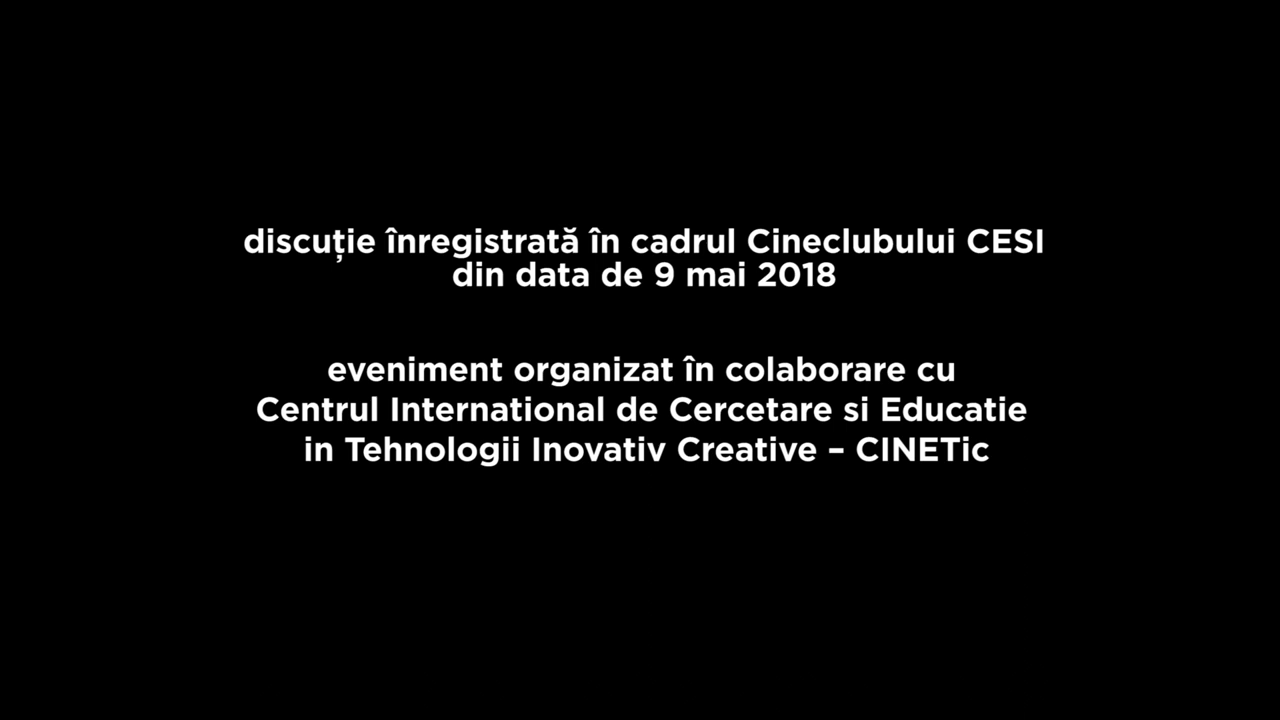 discuție înregistrată în cadrul Cineclubului CESI
din data de 9 mai 2018
eveniment organizat în colaborare cu
Centrul International de Cercetare si Educatie
in Tehnologii Inovativ Creative – CINETic